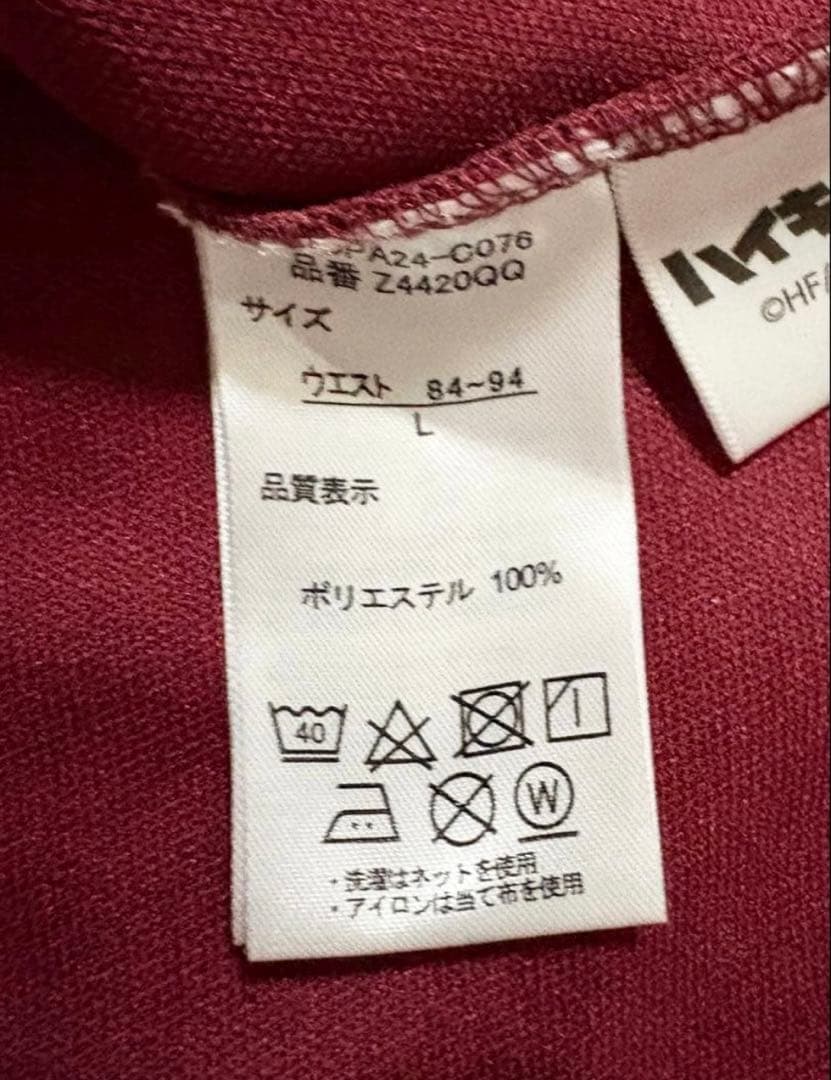 PA24-C076
品番 Z4420QQ
サイズ
ウエスト 84~94
L
品質表示
ポリエステル 100%
40
W
・洗濯はネットを使用
・アイロンは当て布を使用
ハイキ
©HF